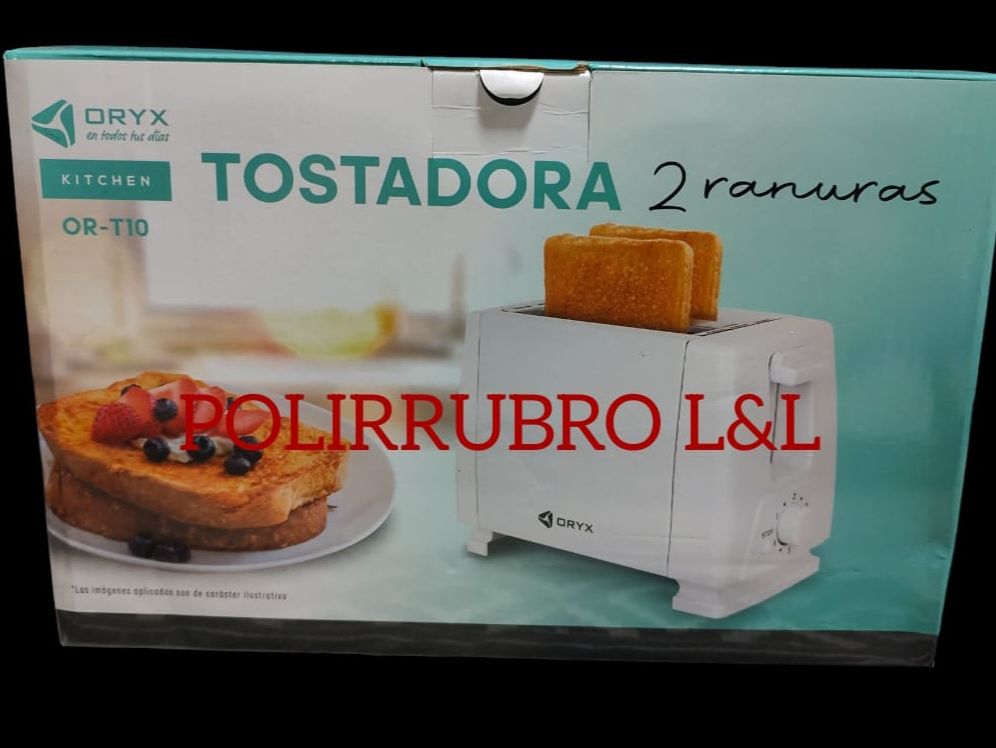 ORYX
en todos tus días
KITCHEN
OR-T10
TOSTADORA 2 ranuras
POLIRRUBRO L&L
ORYX
*Las imágenes aplicadas son de carácter ilustrativo